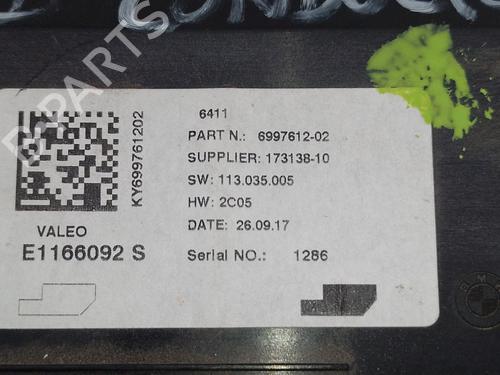 B-PARTS
6411
PART N.: 6997612-02
SUPPLIER: 173138-10
SW: 113.035.005
HW: 2C05
DATE: 26.09.17
Serial NO.: 1286
KY699761202
VALEO
E1166092 S
BMW